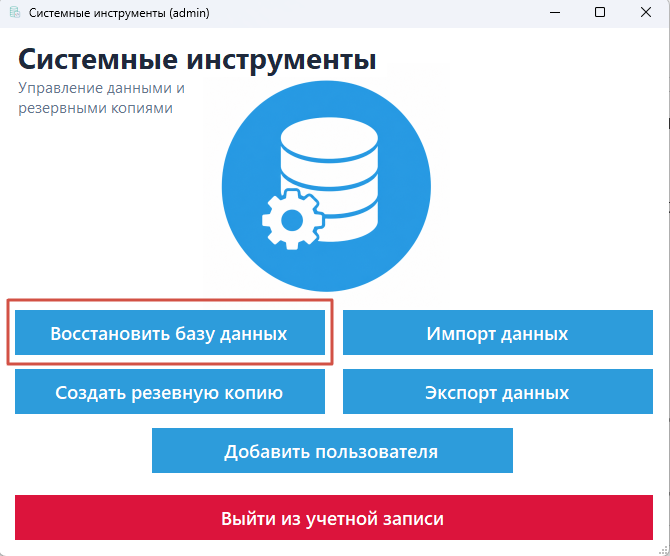 Системные инструменты (admin)
Системные инструменты
Управление данными и
резервными копиями
Восстановить базу данных
Импорт данных
Создать резевную копию
Экспорт данных
Добавить пользователя
Выйти из учетной записи